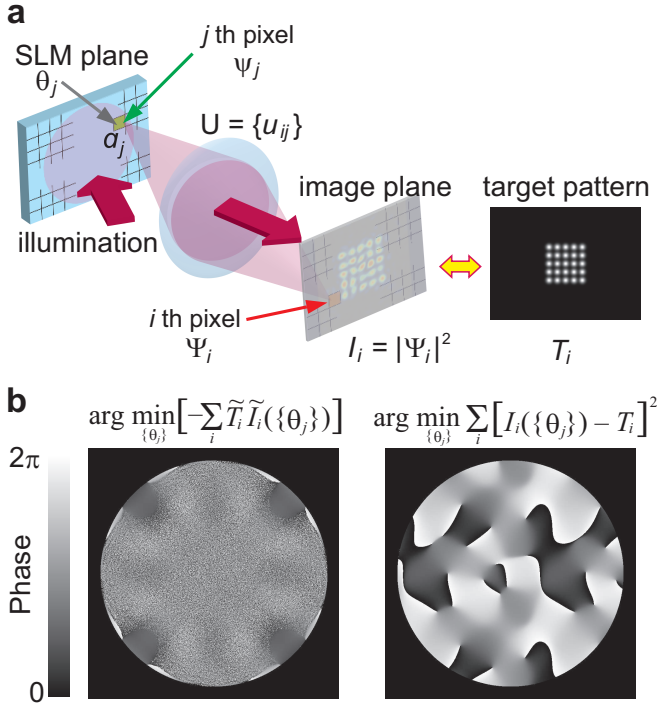 a
j th pixel
SLM plane
ψj
θj
αj
U = {uij}
image plane
target pattern
illumination
i th pixel
Ψi
Ii = |Ψi|²
Ti
b
arg min{θj}[−∑i T̃i Ĩi({θj})]
arg min{θj} ∑i [Ii({θj}) − Ti]²
2π
Phase
0